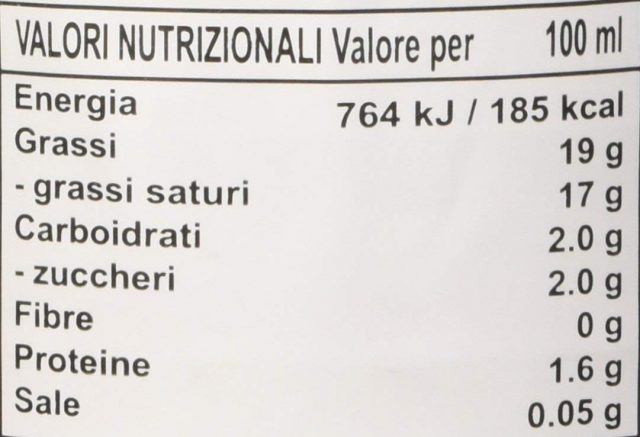 VALORI NUTRIZIONALI Valore per 100 ml
Energia 764 kJ / 185 kcal
Grassi 19 g
- grassi saturi 17 g
Carboidrati 2.0 g
- zuccheri 2.0 g
Fibre 0 g
Proteine 1.6 g
Sale 0.05 g